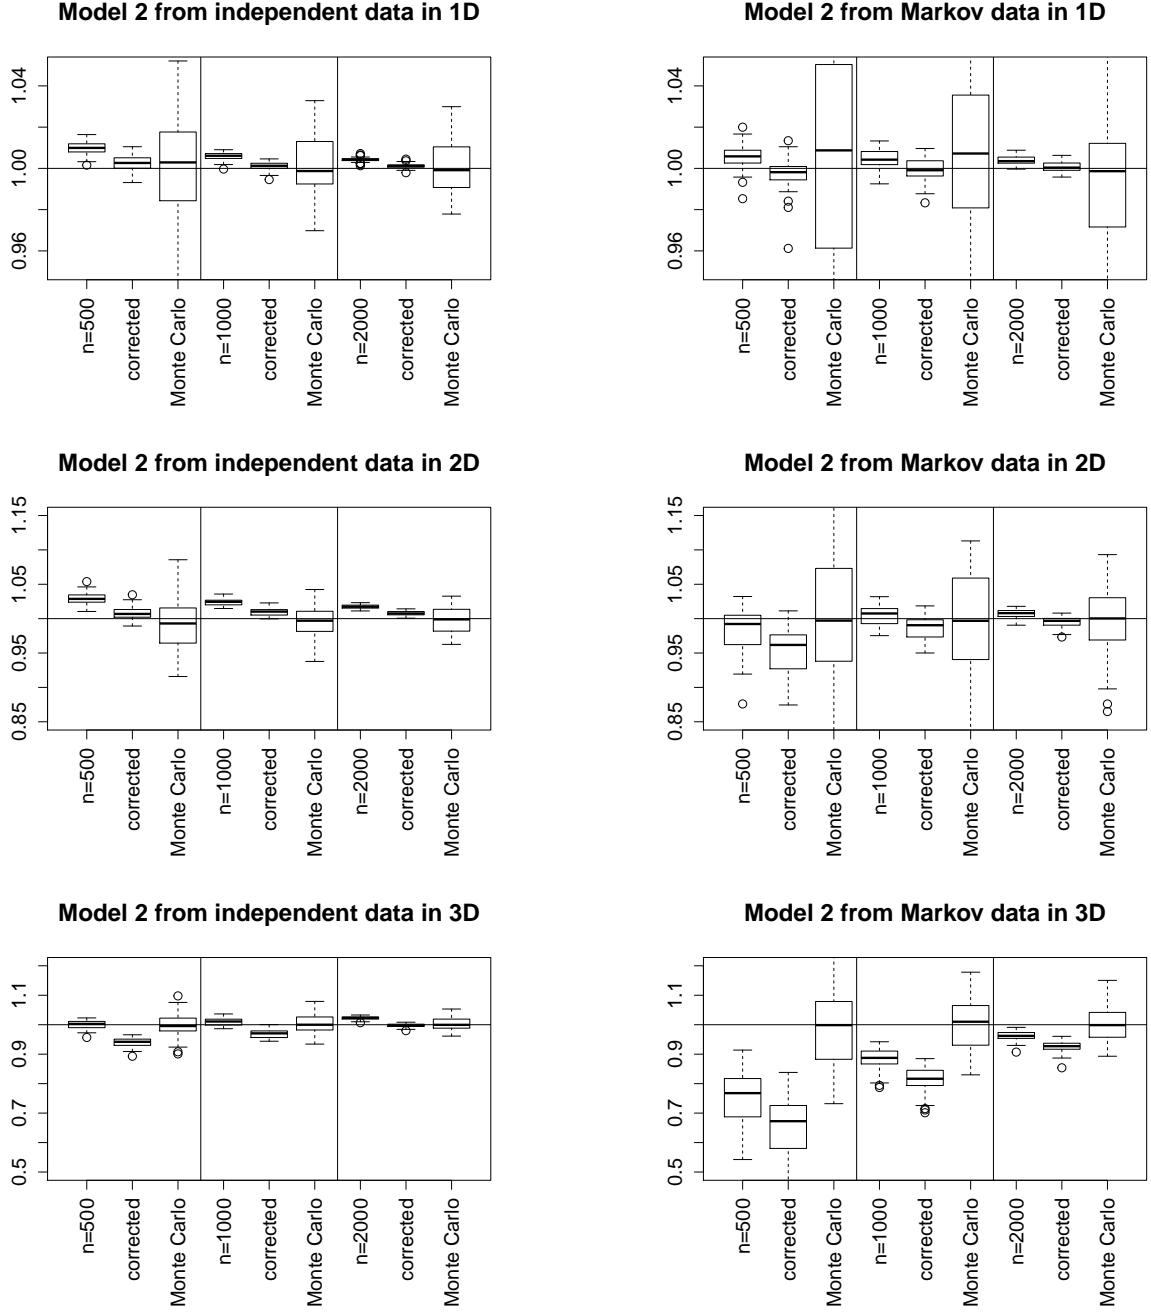 Model 2 from independent data in 1D
Model 2 from Markov data in 1D
1.04
1.00
0.96
n=500
corrected
Monte Carlo
n=1000
corrected
Monte Carlo
n=2000
corrected
Monte Carlo
1.04
1.00
0.96
n=500
corrected
Monte Carlo
n=1000
corrected
Monte Carlo
n=2000
corrected
Monte Carlo
Model 2 from independent data in 2D
Model 2 from Markov data in 2D
1.15
1.05
0.95
0.85
n=500
corrected
Monte Carlo
n=1000
corrected
Monte Carlo
n=2000
corrected
Monte Carlo
1.15
1.05
0.95
0.85
n=500
corrected
Monte Carlo
n=1000
corrected
Monte Carlo
n=2000
corrected
Monte Carlo
Model 2 from independent data in 3D
Model 2 from Markov data in 3D
1.1
0.9
0.7
0.5
n=500
corrected
Monte Carlo
n=1000
corrected
Monte Carlo
n=2000
corrected
Monte Carlo
1.1
0.9
0.7
0.5
n=500
corrected
Monte Carlo
n=1000
corrected
Monte Carlo
n=2000
corrected
Monte Carlo